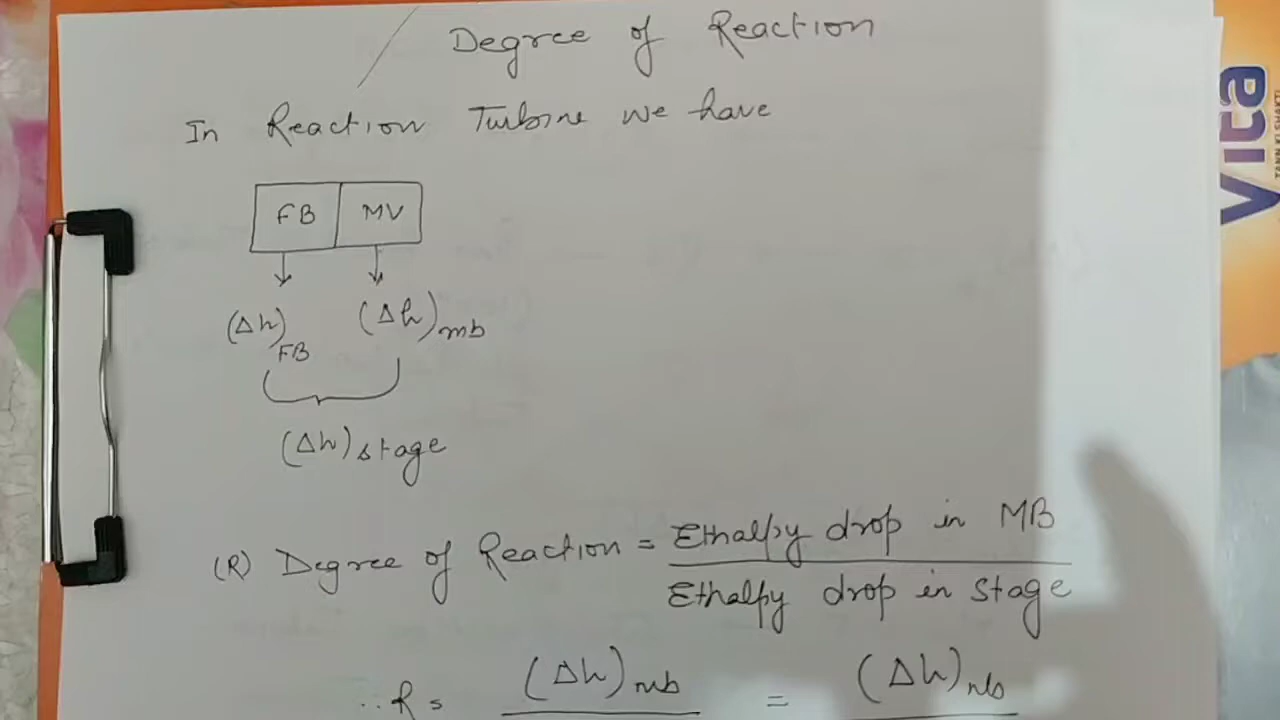 Degree of Reaction
In Reaction Turbine we have
FB MV
(Δh)FB (Δh)mb
(Δh)stage
(R) Degree of Reaction = Ethalpy drop in MB
Ethalpy drop in stage
∴ R = (Δh)mb = (Δh)mb
Vita